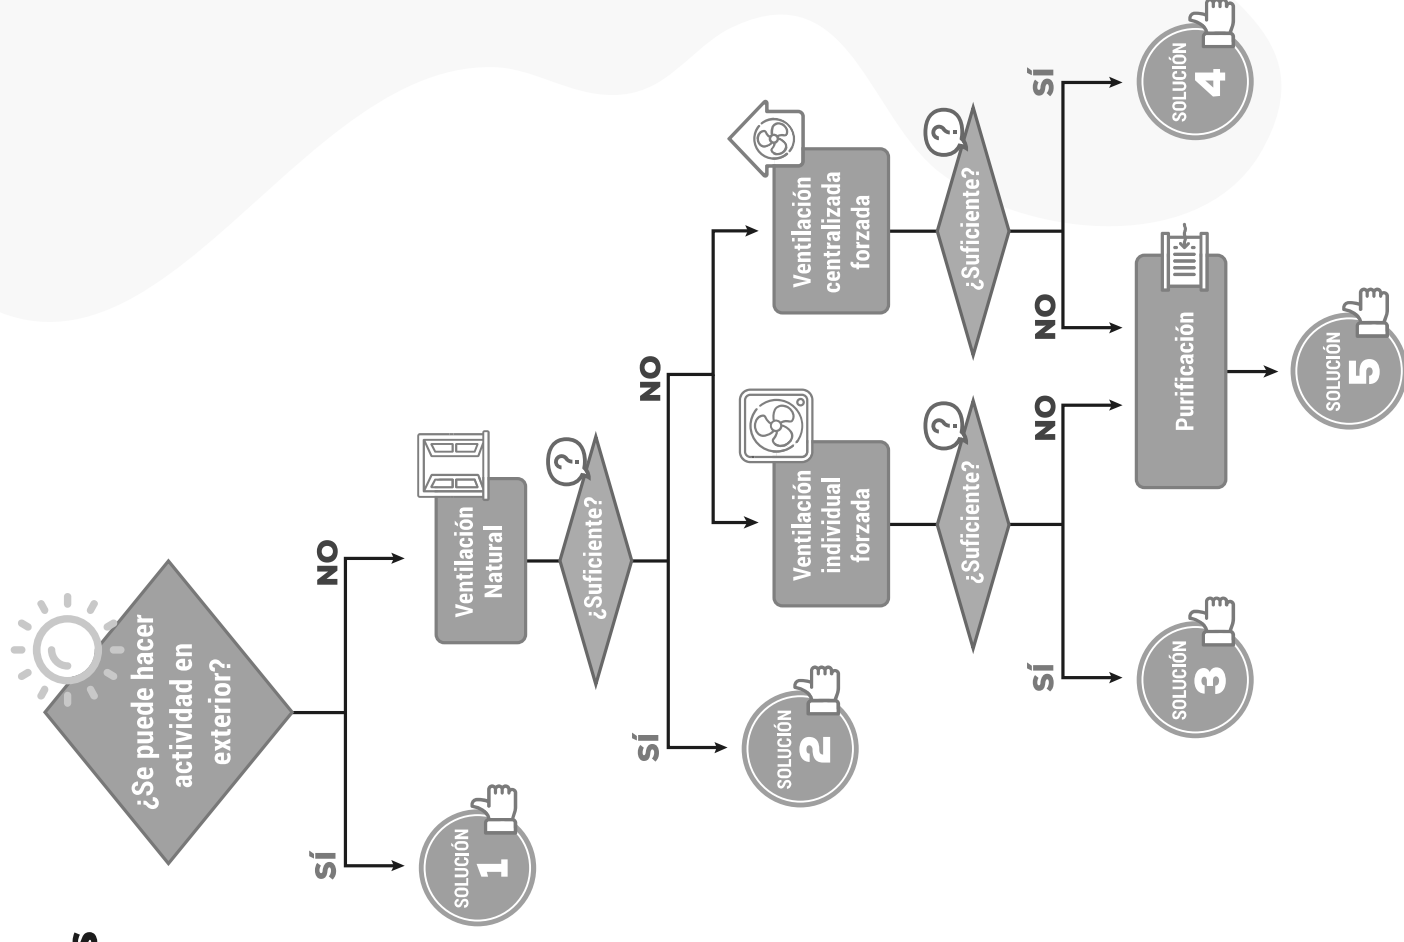 ¿Se puede hacer
actividad en
exterior?
SÍ
NO
SOLUCIÓN
1
Ventilación
Natural
?
¿Suficiente?
SÍ
NO
SOLUCIÓN
2
Ventilación
individual
forzada
Ventilación
centralizada
forzada
?
¿Suficiente?
?
¿Suficiente?
SÍ
NO
NO
SÍ
SOLUCIÓN
3
Purificación
SOLUCIÓN
4
SOLUCIÓN
5